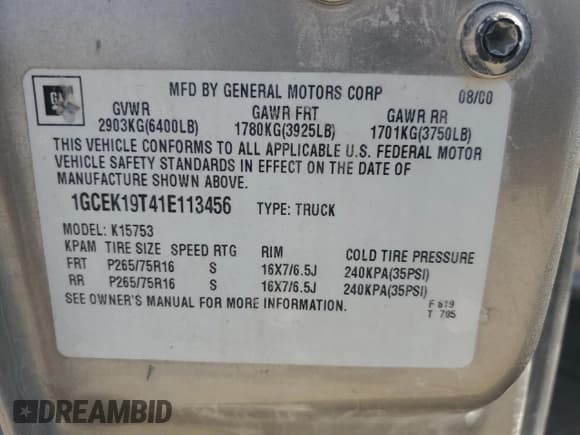 GM
MFD BY GENERAL MOTORS CORP 08/00
GVWR GAWR FRT GAWR RR
2903KG(6400LB) 1780KG(3925LB) 1701KG(3750LB)
THIS VEHICLE CONFORMS TO ALL APPLICABLE U.S. FEDERAL MOTOR
VEHICLE SAFETY STANDARDS IN EFFECT ON THE DATE OF
MANUFACTURE SHOWN ABOVE.
1GCEK19T41E113456 TYPE: TRUCK
MODEL: K15753
KPAM TIRE SIZE SPEED RTG RIM COLD TIRE PRESSURE
FRT P265/75R16 S 16X7/6.5J 240KPA(35PSI)
RR P265/75R16 S 16X7/6.5J 240KPA(35PSI)
SEE OWNER'S MANUAL FOR MORE INFORMATION.
F 619
T 705
DREAMBID